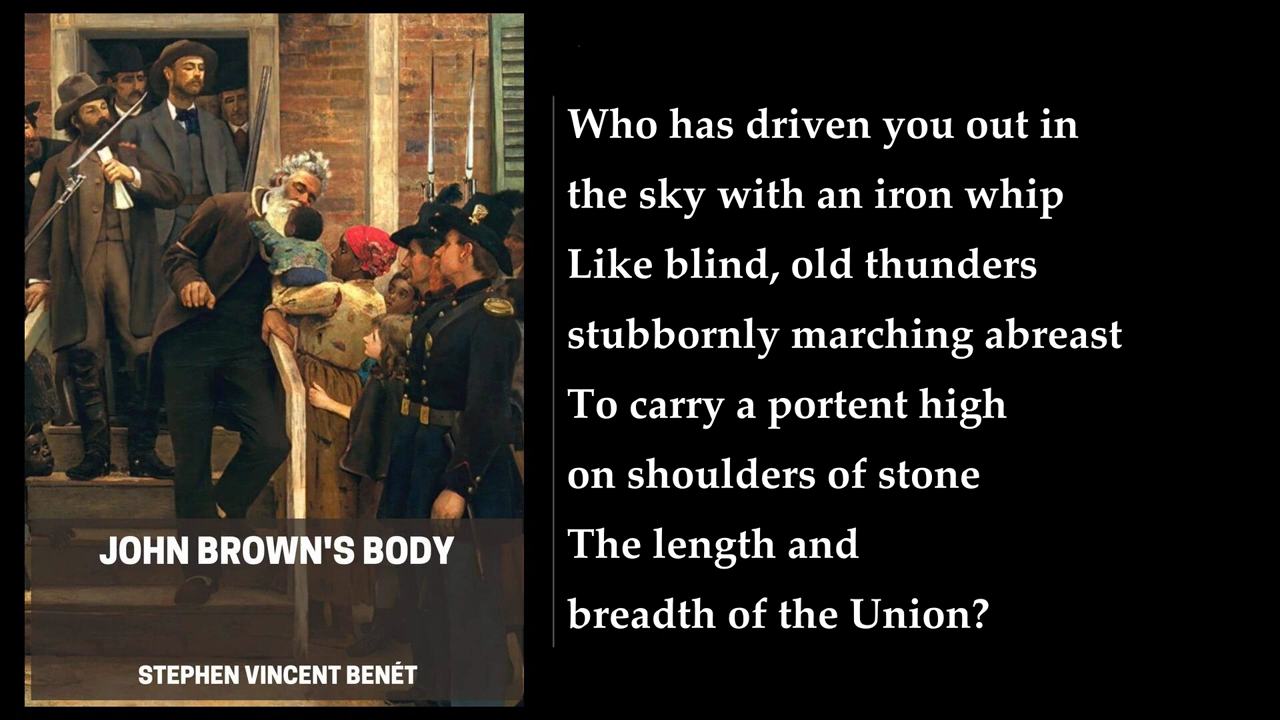 JOHN BROWN'S BODY
STEPHEN VINCENT BENÉT
Who has driven you out in
the sky with an iron whip
Like blind, old thunders
stubbornly marching abreast
To carry a portent high
on shoulders of stone
The length and
breadth of the Union?